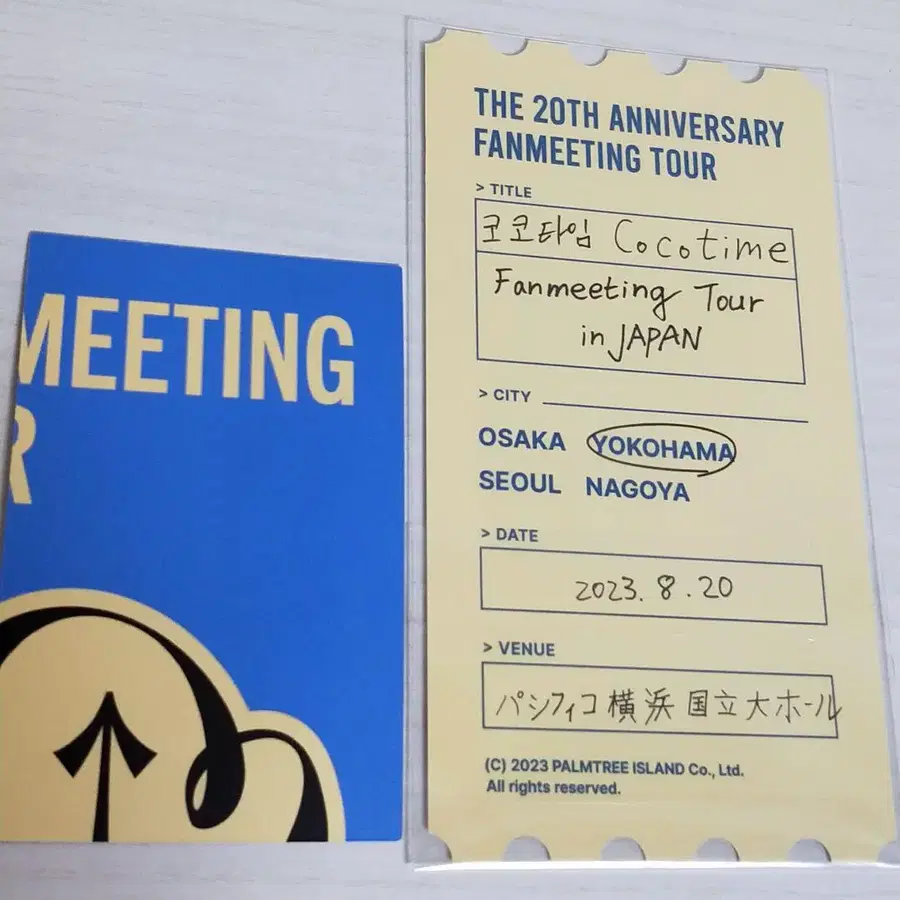 MEETING
R
THE 20TH ANNIVERSARY
FANMEETING TOUR
> TITLE
코코타임 Cocotime
Fanmeeting Tour
in JAPAN
> CITY
OSAKA YOKOHAMA
SEOUL NAGOYA
> DATE
2023. 8. 20
> VENUE
パシフィコ横浜 国立大ホール
(C) 2023 PALMTREE ISLAND Co., Ltd.
All rights reserved.